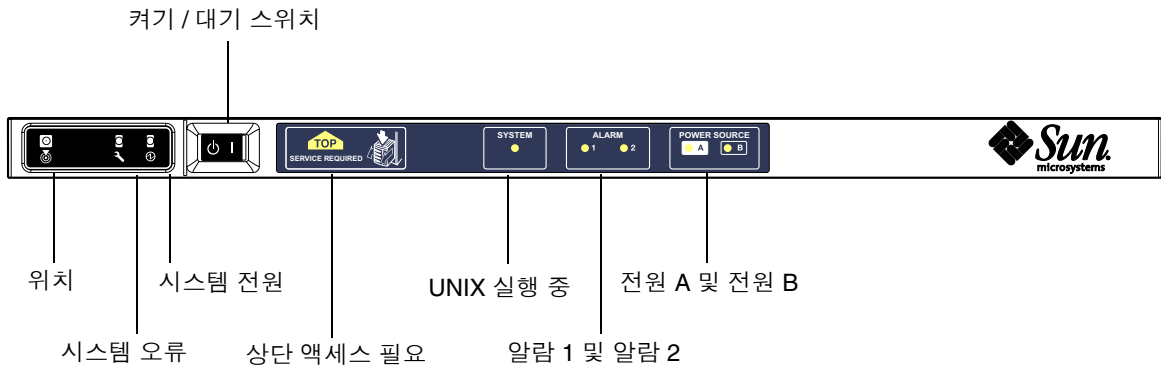 켜기 / 대기 스위치
TOP
SERVICE REQUIRED
SYSTEM
ALARM
1 2
POWER SOURCE
A B
Sun
microsystems
위치
시스템 전원
UNIX 실행 중
전원 A 및 전원 B
시스템 오류
상단 액세스 필요
알람 1 및 알람 2